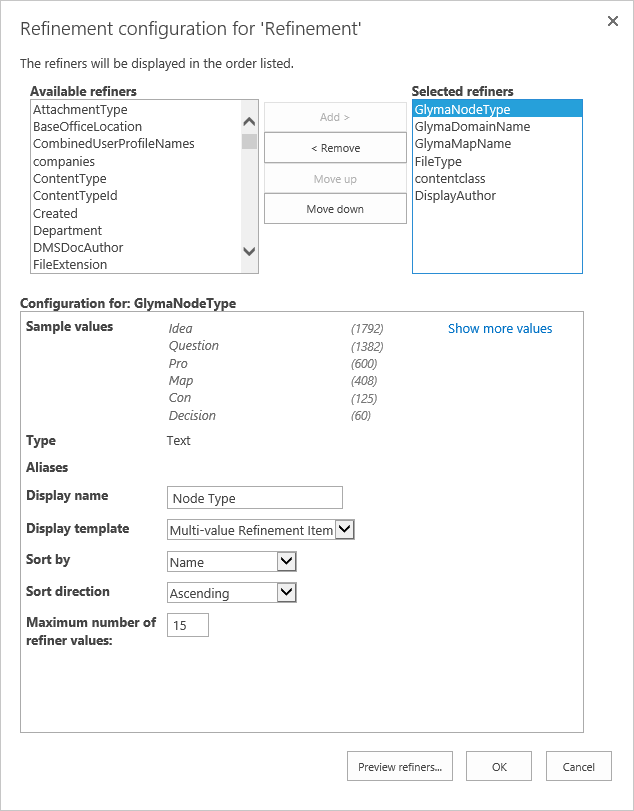 Refinement configuration for 'Refinement'
The refiners will be displayed in the order listed.
Available refiners
AttachmentType
BaseOfficeLocation
CombinedUserProfileNames
companies
ContentType
ContentTypeId
Created
Department
DMSDocAuthor
FileExtension
Add >
< Remove
Move up
Move down
Selected refiners
GlymaNodeType
GlymaDomainName
GlymaMapName
FileType
contentclass
DisplayAuthor
Configuration for: GlymaNodeType
Sample values
Idea (1792)
Question (1382)
Pro (600)
Map (408)
Con (125)
Decision (60)
Show more values
Type Text
Aliases
Display name Node Type
Display template Multi-value Refinement Item
Sort by Name
Sort direction Ascending
Maximum number of
refiner values: 15
Preview refiners... OK Cancel